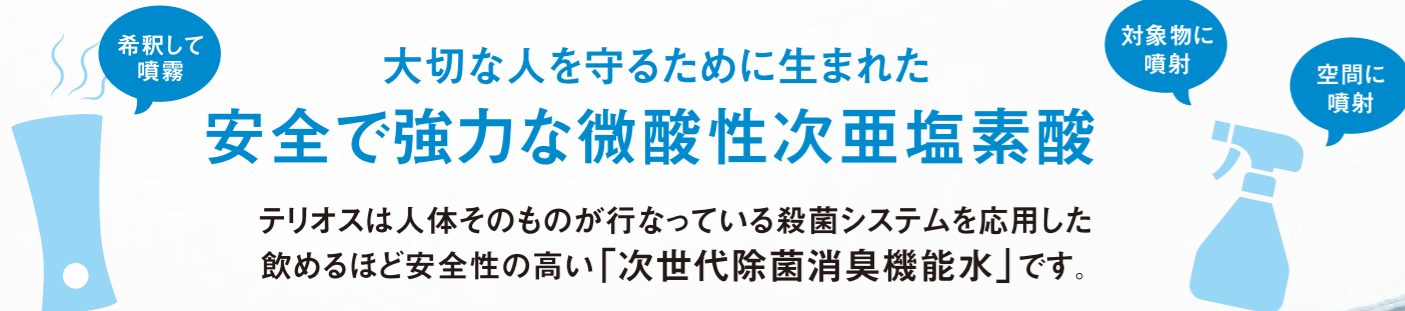 希釈して
噴霧
大切な人を守るために生まれた
安全で強力な微酸性次亜塩素酸
テリオスは人体そのものが行なっている殺菌システムを応用した
飲めるほど安全性の高い「次世代除菌消臭機能水」です。
対象物に
噴射
空間に
噴射